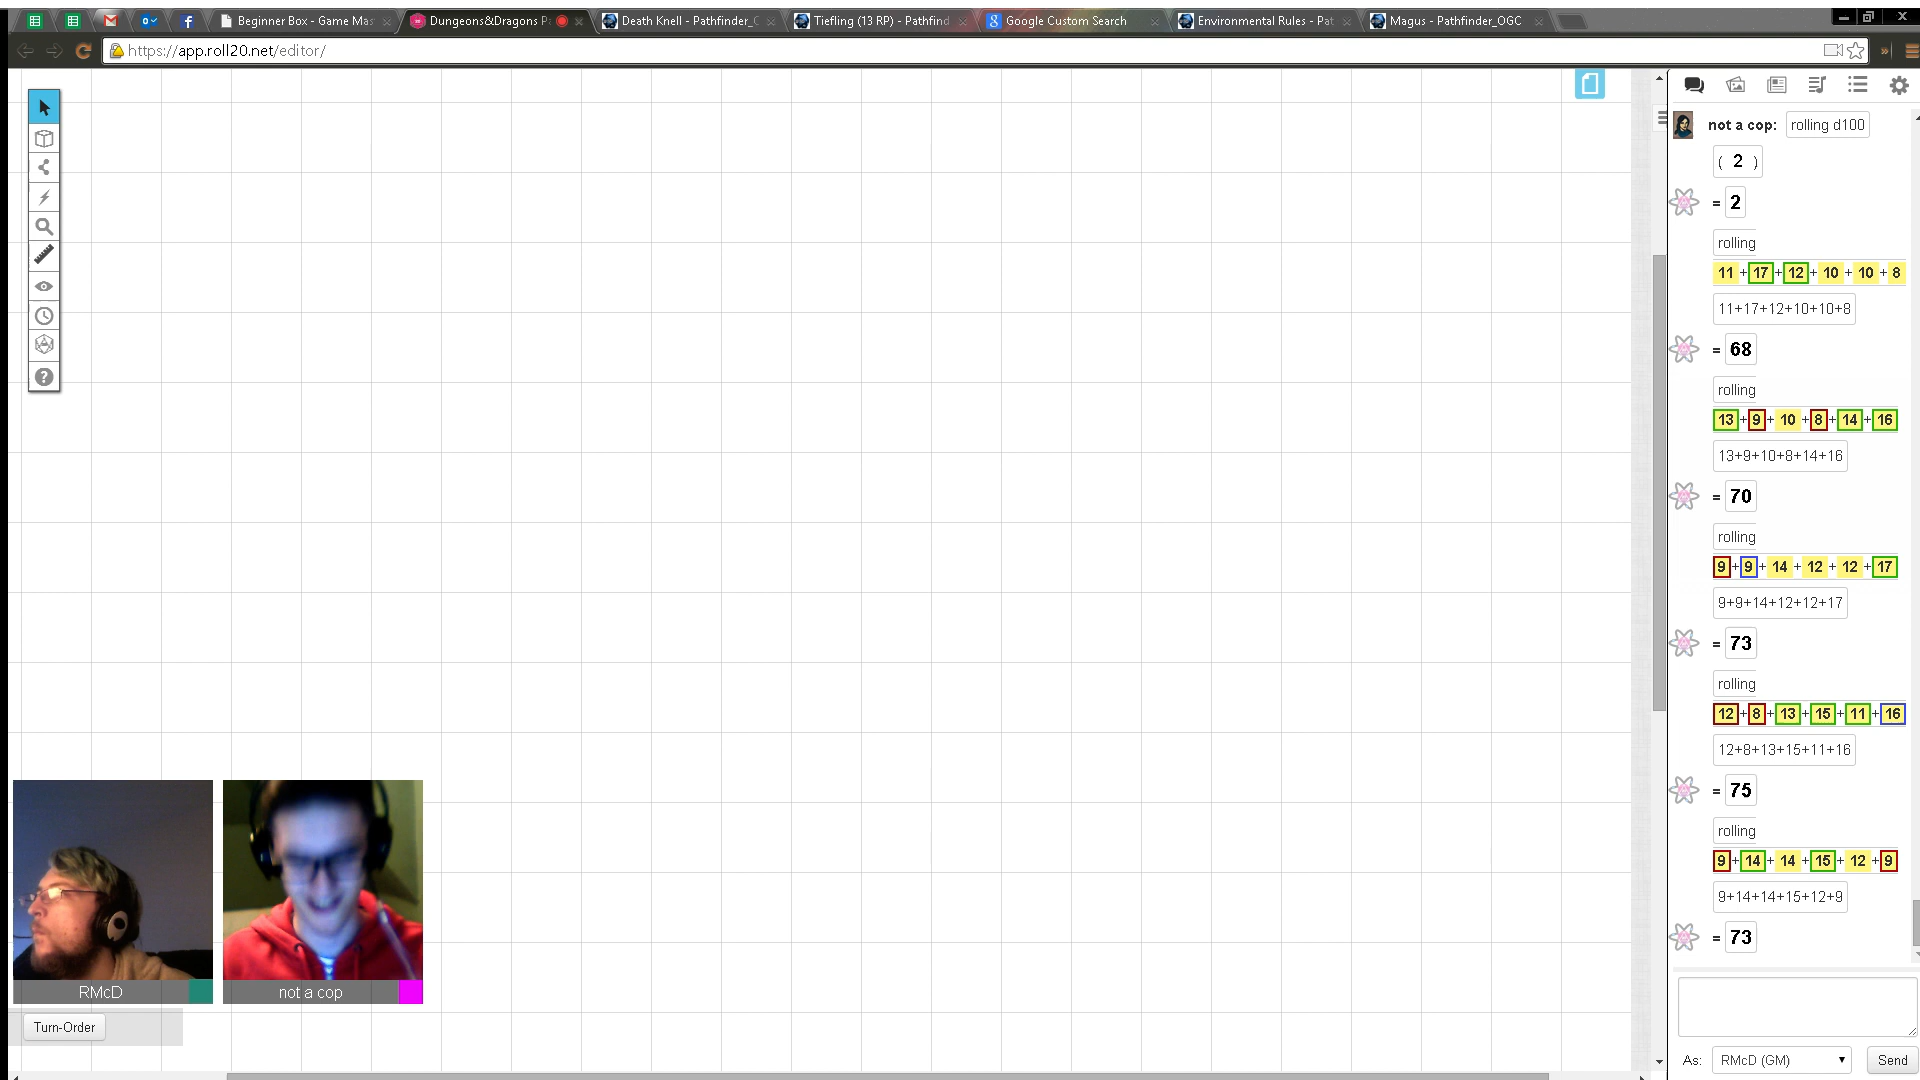 Beginner Box - Game Mas
Dungeons&Dragons Pa
Death Knell - Pathfinder_O
Tiefling (13 RP) - Pathfind
Google Custom Search
Environmental Rules - Pat
Magus - Pathfinder_OGC
https://app.roll20.net/editor/
not a cop: rolling d100
( 2 )
= 2
rolling
11 + 17 + 12 + 10 + 10 + 8
11+17+12+10+10+8
= 68
rolling
13 + 9 + 10 + 8 + 14 + 16
13+9+10+8+14+16
= 70
rolling
9 + 9 + 14 + 12 + 12 + 17
9+9+14+12+12+17
= 73
rolling
12 + 8 + 13 + 15 + 11 + 16
12+8+13+15+11+16
= 75
rolling
9 + 14 + 14 + 15 + 12 + 9
9+14+14+15+12+9
= 73
RMcD
not a cop
Turn-Order
As: RMcD (GM)
Send